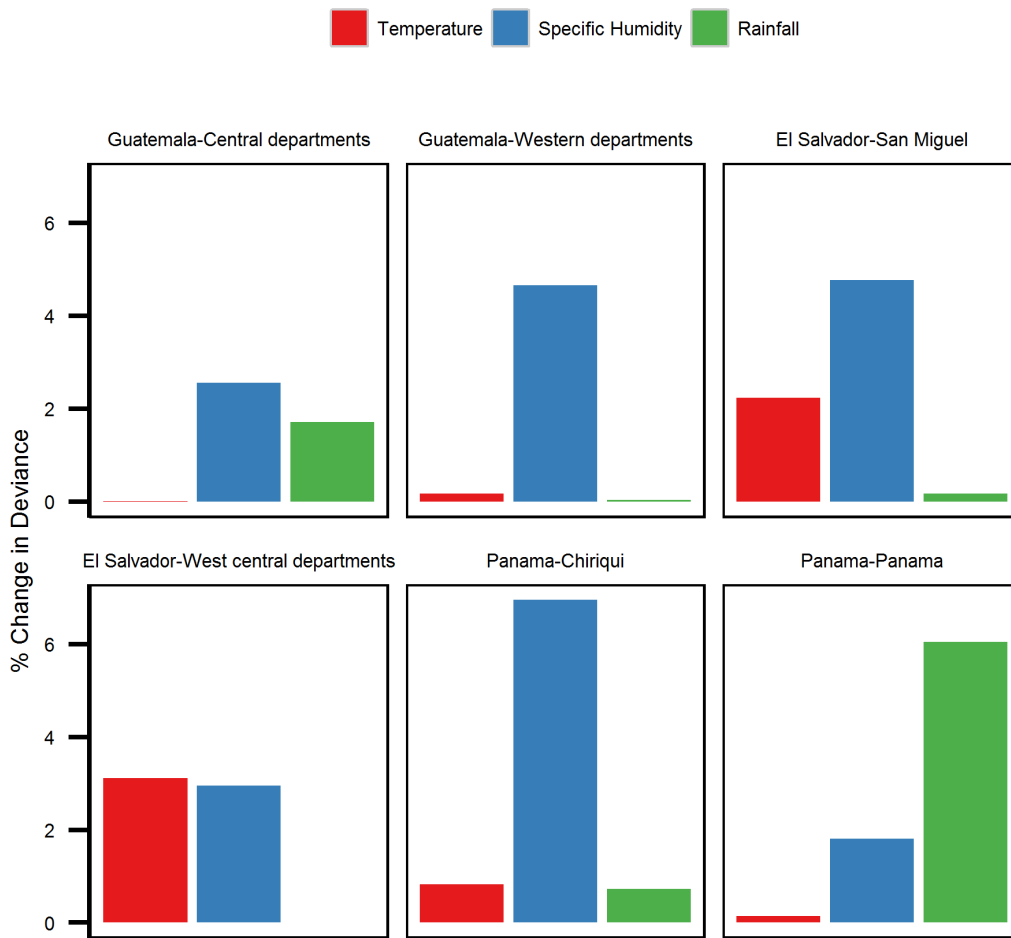 Temperature Specific Humidity Rainfall
Guatemala-Central departments Guatemala-Western departments El Salvador-San Miguel
6
4
2
0
% Change in Deviance
El Salvador-West central departments Panama-Chiriqui Panama-Panama
6
4
2
0